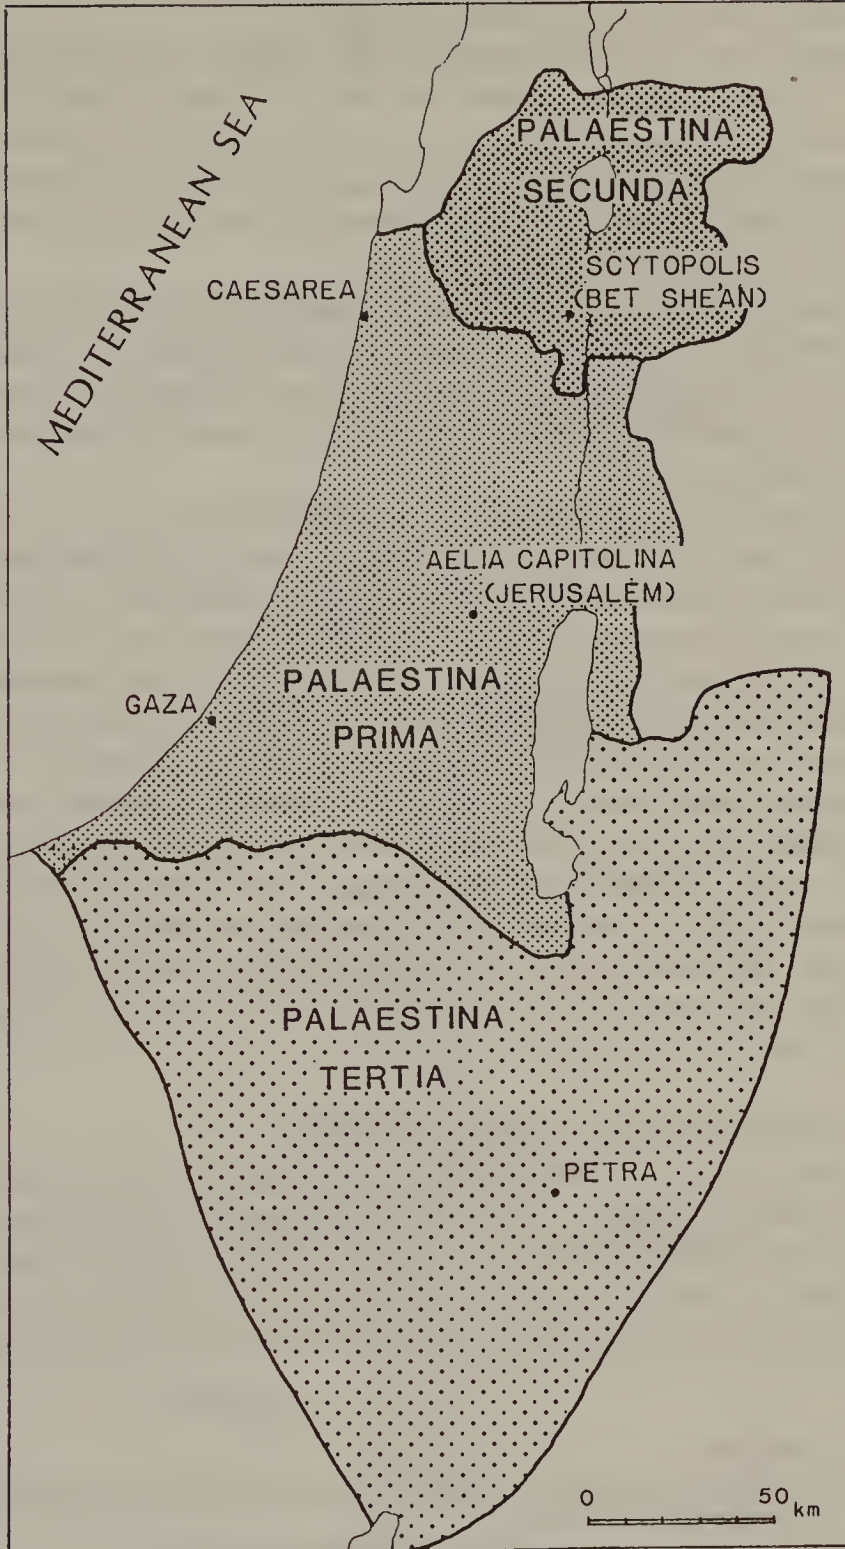 MEDITERRANEAN SEA
PALAESTINA
SECUNDA
SCYTOPOLIS
(BET SHE'AN)
CAESAREA
AELIA CAPITOLINA
(JERUSALEM)
PALAESTINA
PRIMA
GAZA
PALAESTINA
TERTIA
PETRA
0 50 km